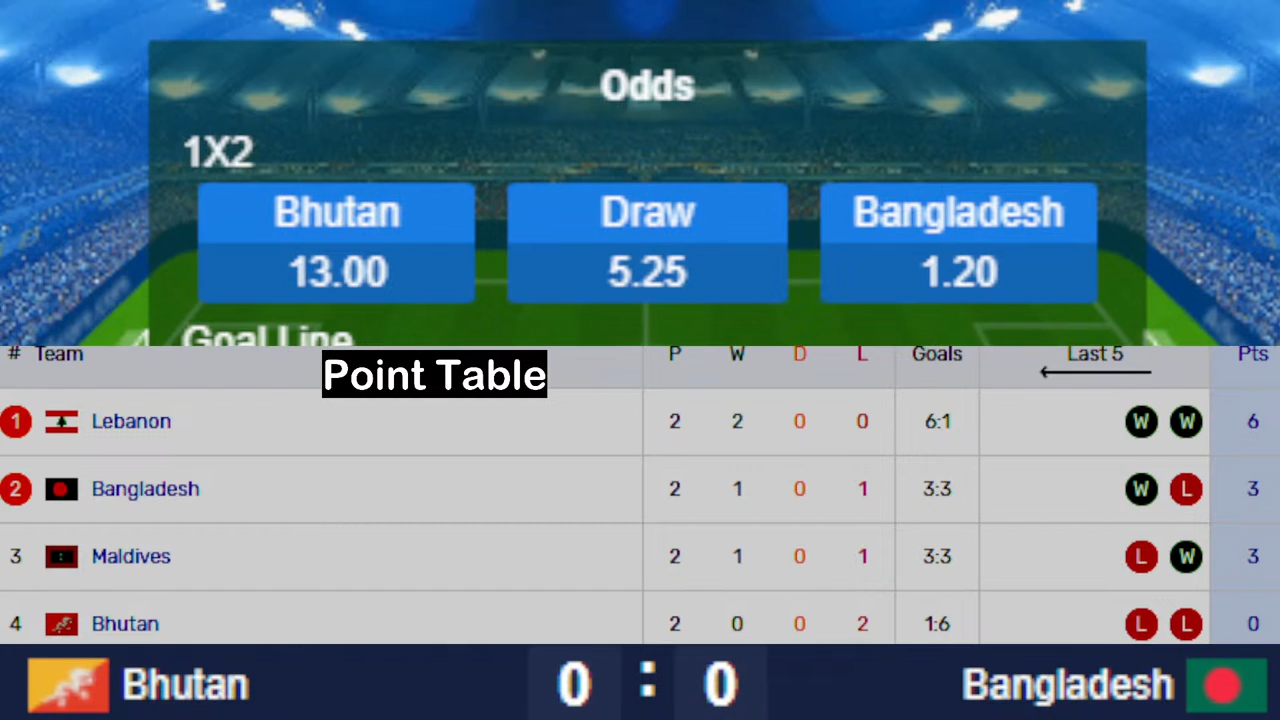 Odds
1X2
Bhutan Draw Bangladesh
13.00 5.25 1.20
Goal Line
# Team P W D L Goals Last 5 Pts
Point Table
1 Lebanon 2 2 0 0 6:1 W W 6
2 Bangladesh 2 1 0 1 3:3 W L 3
3 Maldives 2 1 0 1 3:3 L W 3
4 Bhutan 2 0 0 2 1:6 L L 0
Bhutan 0 : 0 Bangladesh